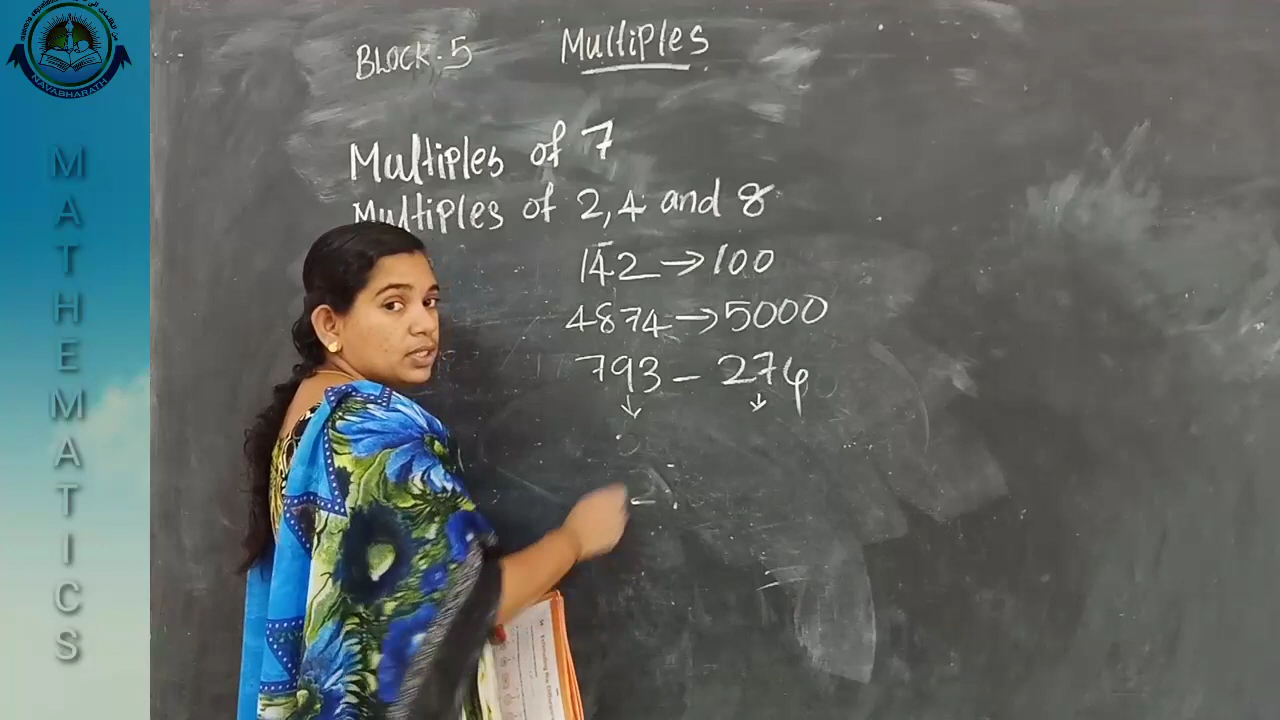 BLOCK-5
Multiples
Multiples of 7
Multiples of 2,4 and 8
142→100
4874→5000
793 - 274
↓ ↓
NAVABHARATH
MATHEMATICS